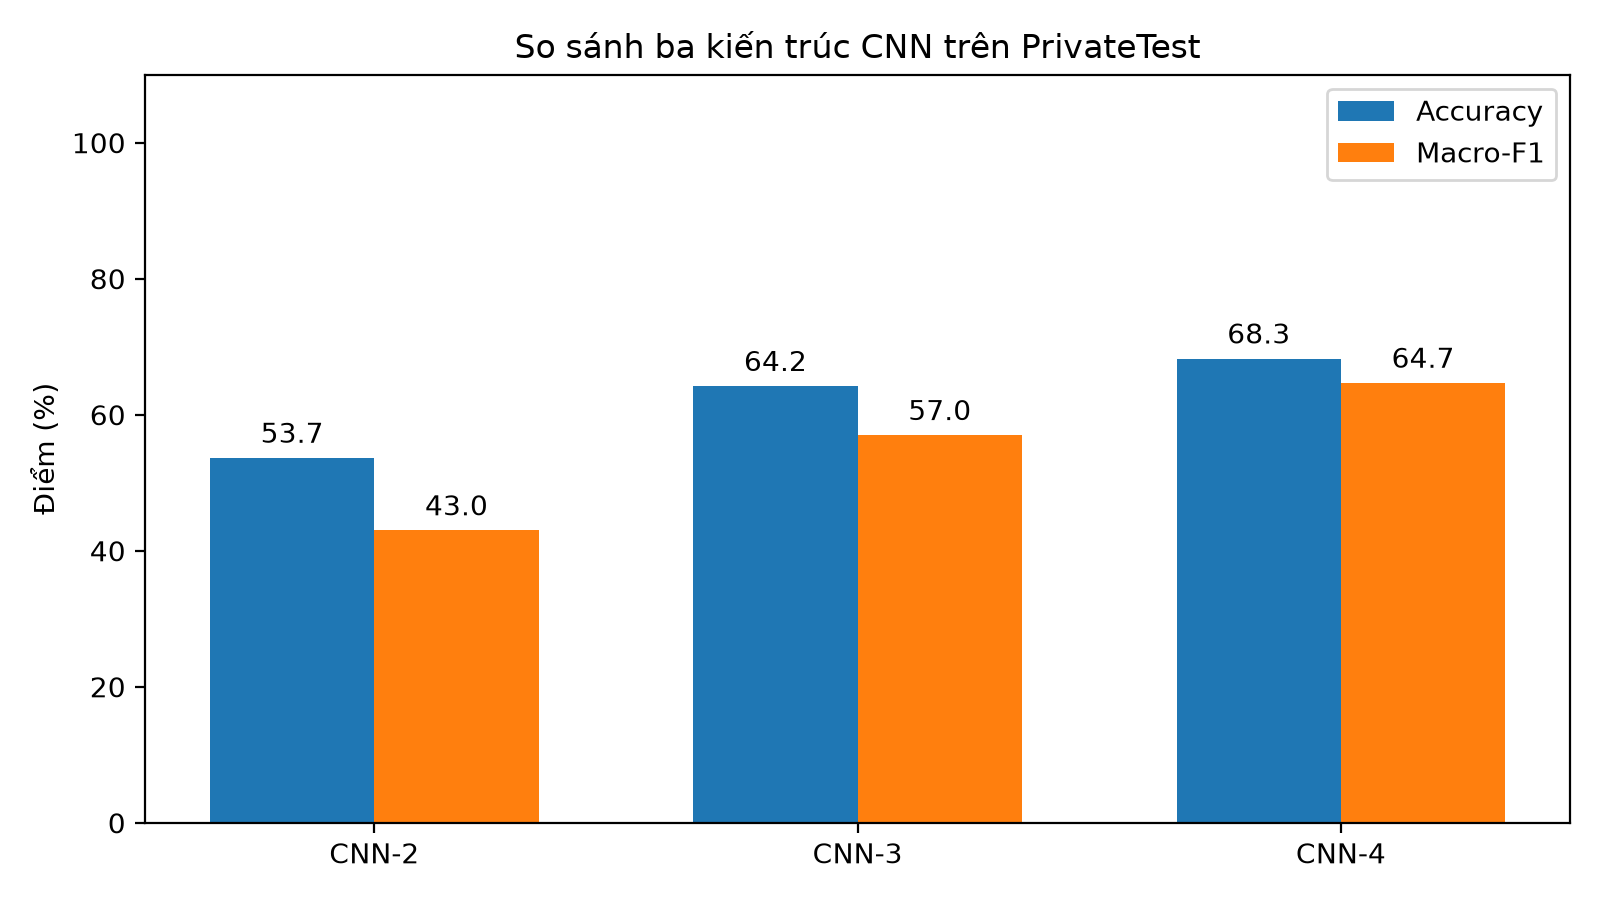 So sánh ba kiến trúc CNN trên PrivateTest
Accuracy
Macro-F1
Điểm (%)
100
80
60
40
20
0
53.7
43.0
64.2
57.0
68.3
64.7
CNN-2
CNN-3
CNN-4